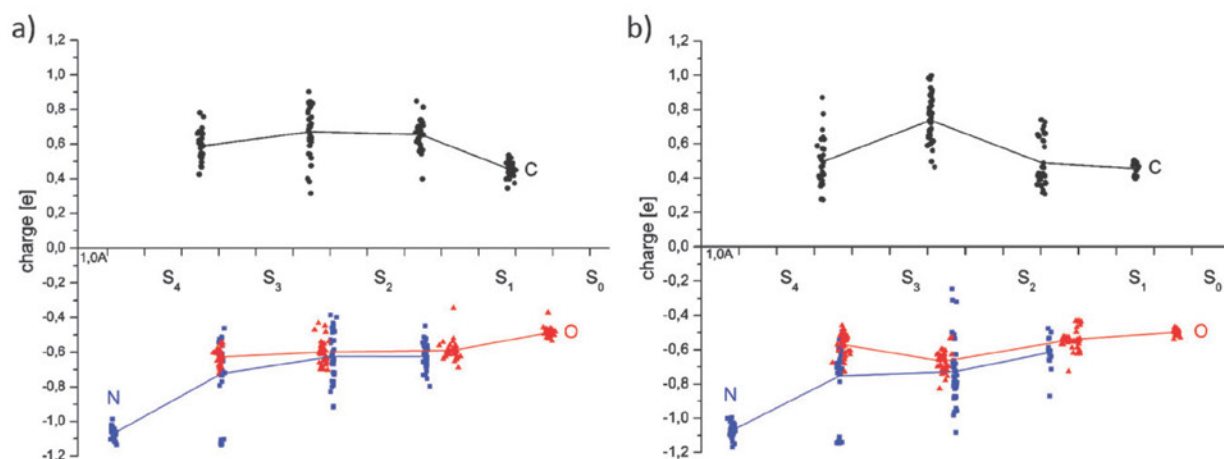 a)
1,2
1,0
0,8
0,6
0,4
0,2
0,0
-0,2
-0,4
-0,6
-0,8
-1,0
-1,2
charge [e]
C
1,0A
S4 S3 S2 S1 S0
O
N
b)
1,2
1,0
0,8
0,6
0,4
0,2
0,0
-0,2
-0,4
-0,6
-0,8
-1,0
-1,2
charge [e]
C
1,0A
S4 S3 S2 S1 S0
O
N